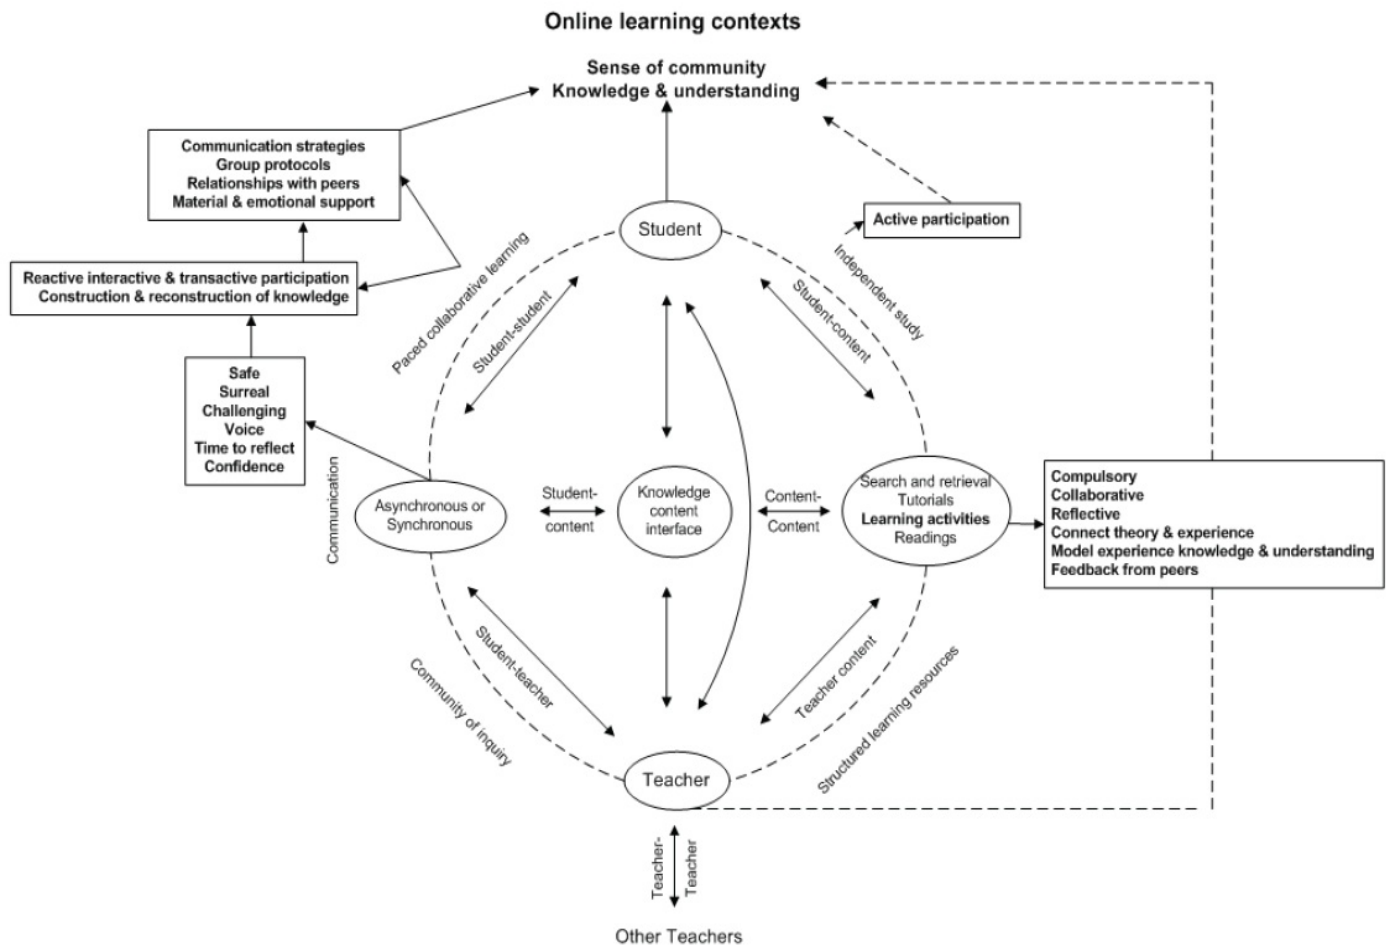 Online learning contexts
Sense of community
Knowledge & understanding
Communication strategies
Group protocols
Relationships with peers
Material & emotional support
Active participation
Student
Paced collaborative learning
Student-student
Independent study
Student-content
Reactive interactive & transactive participation
Construction & reconstruction of knowledge
Safe
Surreal
Challenging
Voice
Time to reflect
Confidence
Communication
Asynchronous or
Synchronous
Student-
content
Knowledge
content
interface
Content-
Content
Search and retrieval
Tutorials
Learning activities
Readings
Compulsory
Collaborative
Reflective
Connect theory & experience
Model experience knowledge & understanding
Feedback from peers
Student-teacher
Community of inquiry
Teacher content
Structured learning resources
Teacher
Teacher-
Teacher
Other Teachers